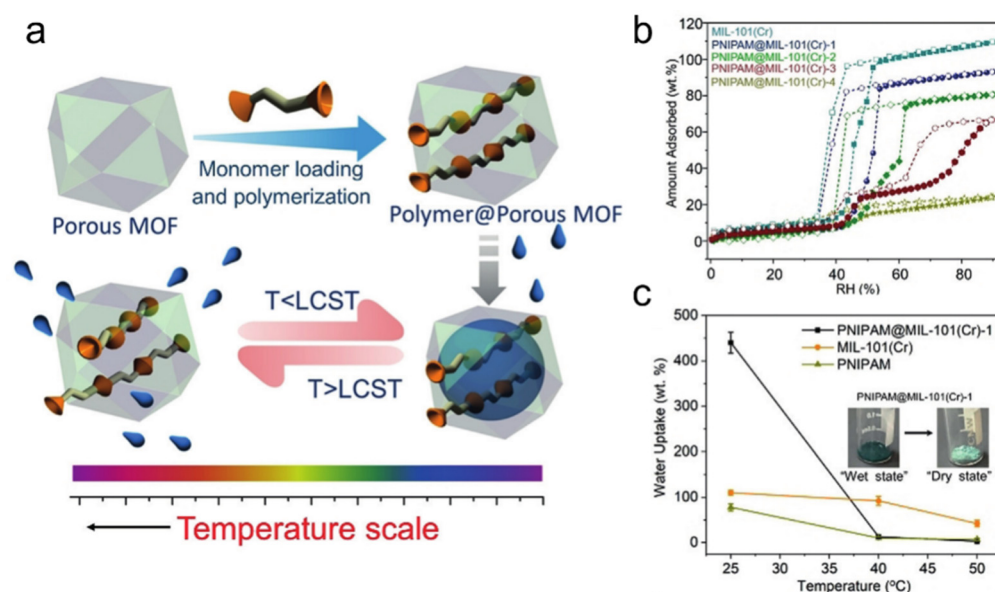 a
Porous MOF
Monomer loading
and polymerization
Polymer@Porous MOF
T<LCST
T>LCST
Temperature scale
b
MIL-101(Cr)
PNIPAM@MIL-101(Cr)-1
PNIPAM@MIL-101(Cr)-2
PNIPAM@MIL-101(Cr)-3
PNIPAM@MIL-101(Cr)-4
Amount Adsorbed (wt.%)
120
100
80
60
40
20
0
0 20 40 60 80
RH (%)
c
PNIPAM@MIL-101(Cr)-1
MIL-101(Cr)
PNIPAM
PNIPAM@MIL-101(Cr)-1
"Wet state"
"Dry state"
Water Uptake (wt. %)
500
400
300
200
100
0
25 30 35 40 45 50
Temperature (°C)